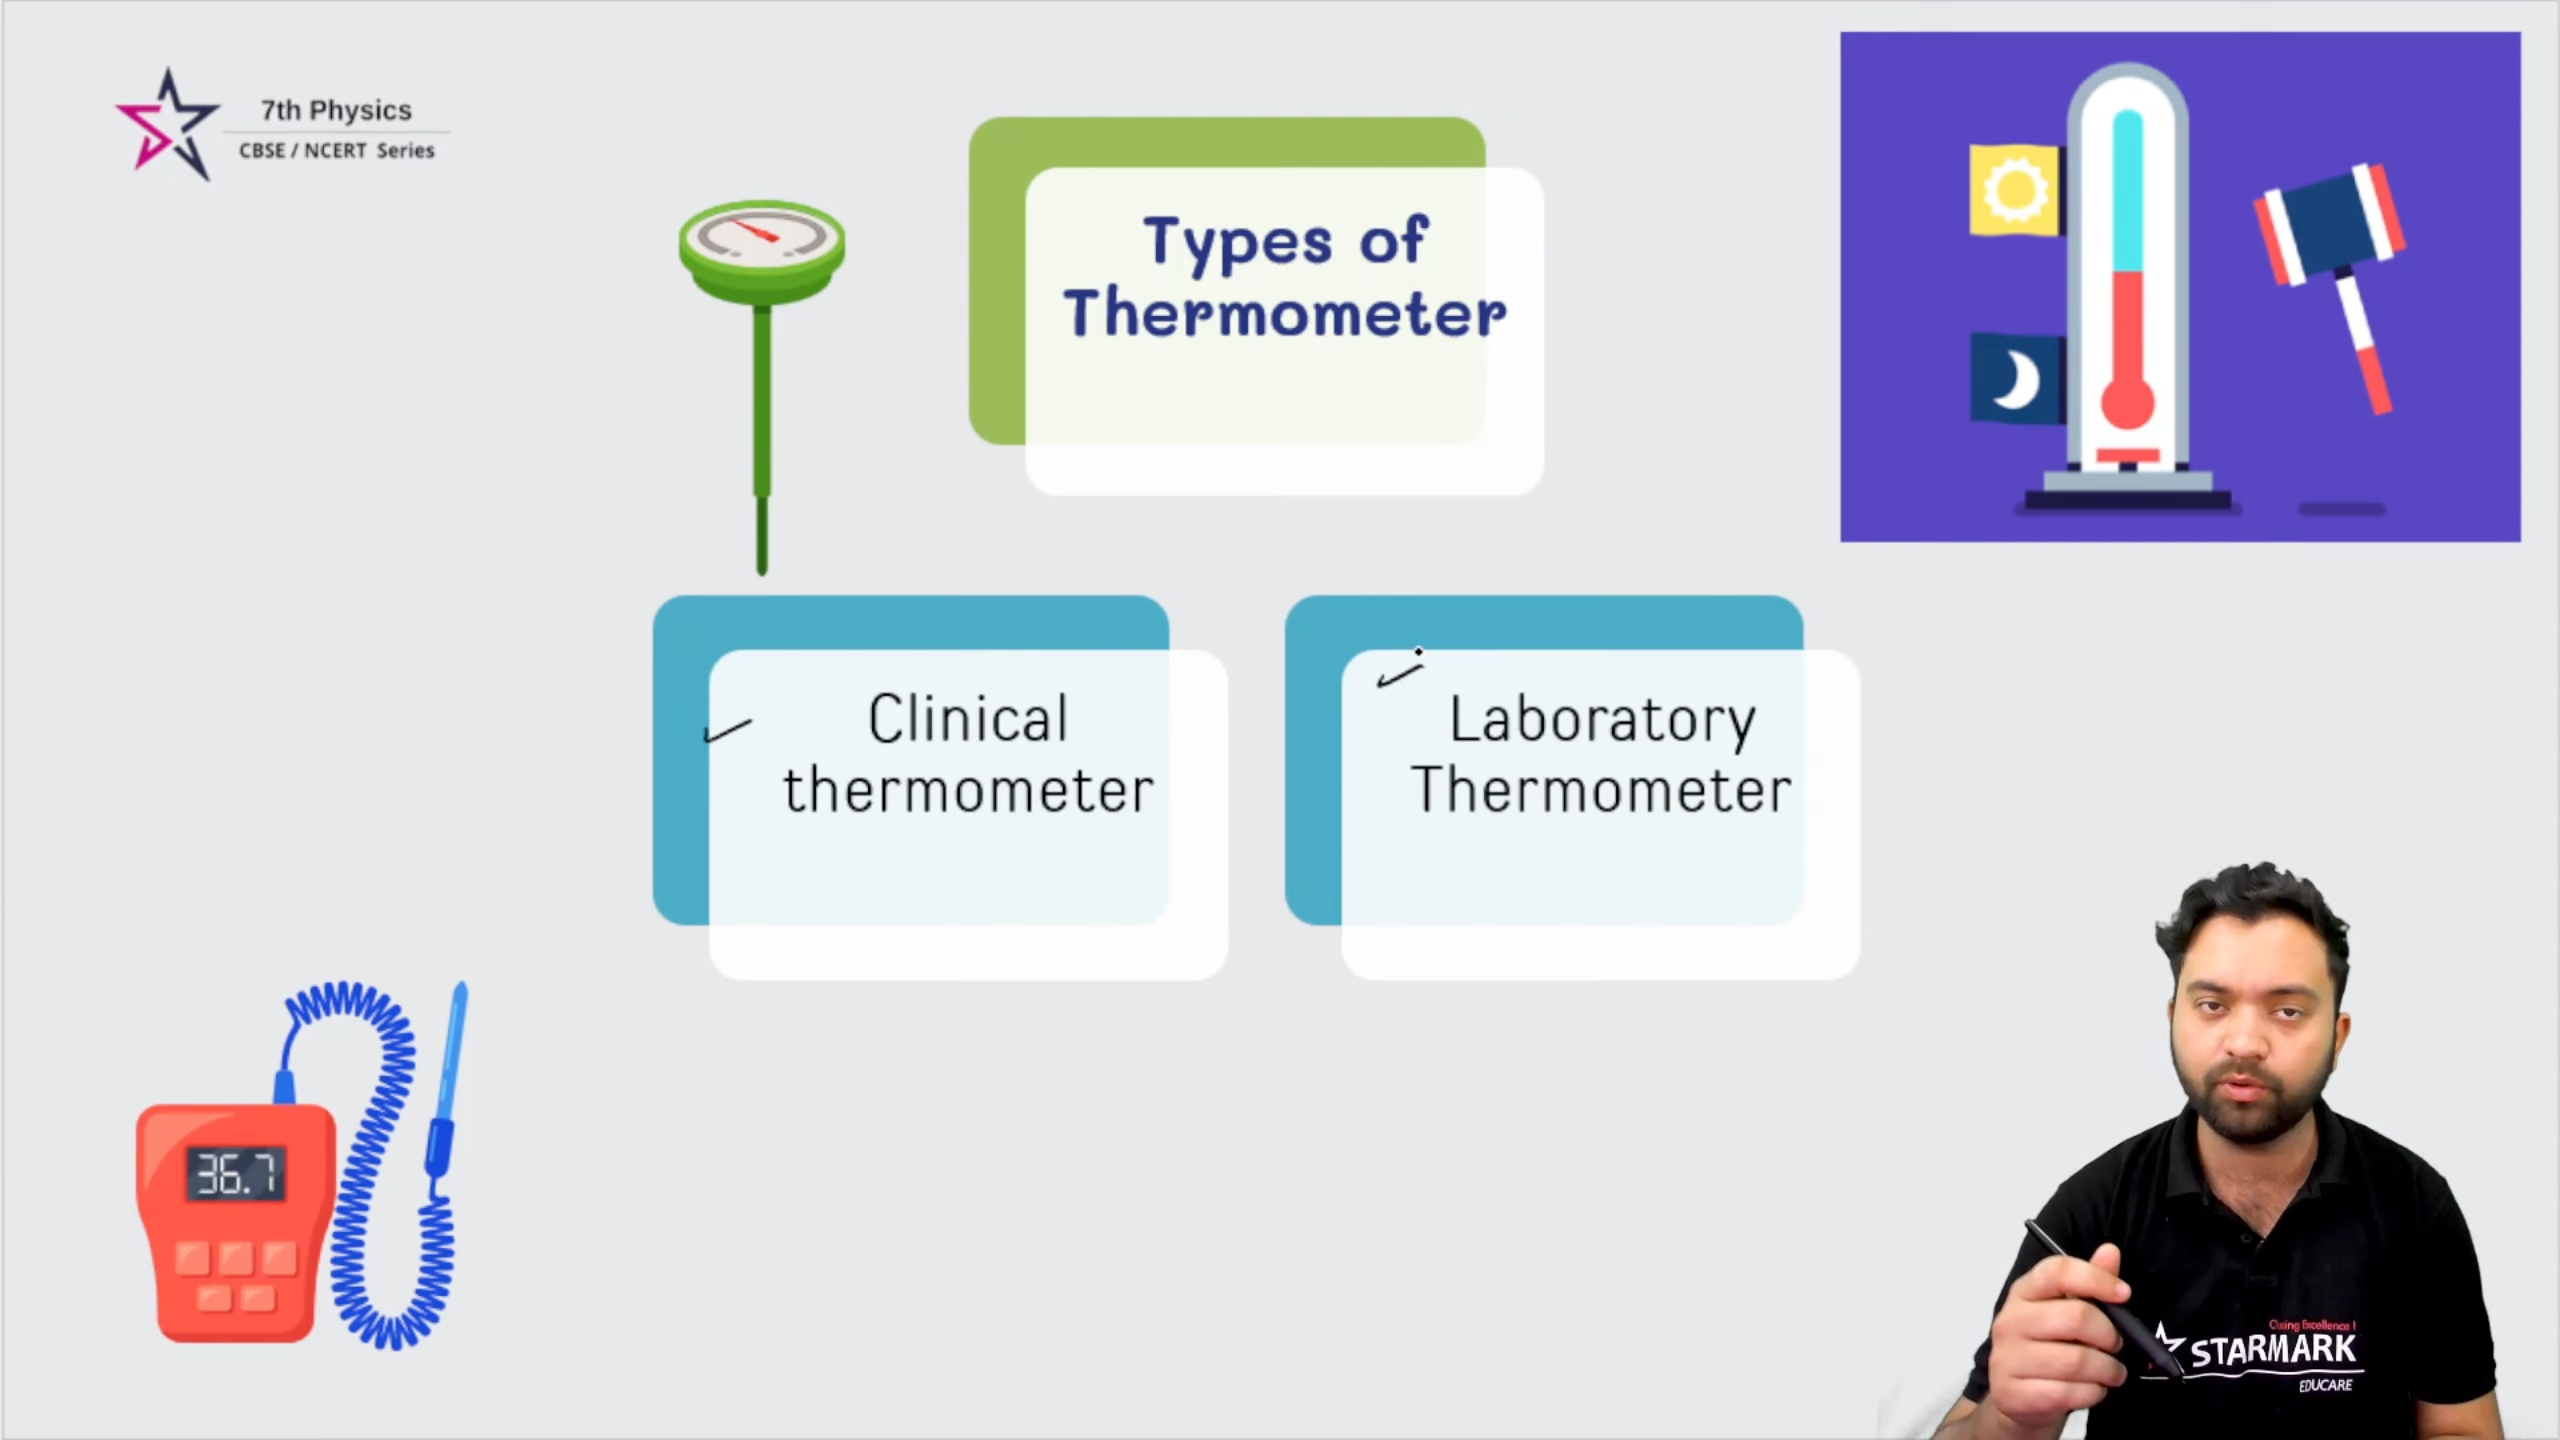 7th Physics
CBSE / NCERT Series
Types of
Thermometer
Clinical
thermometer
Laboratory
Thermometer
36.7
STARMARK
EDUCARE